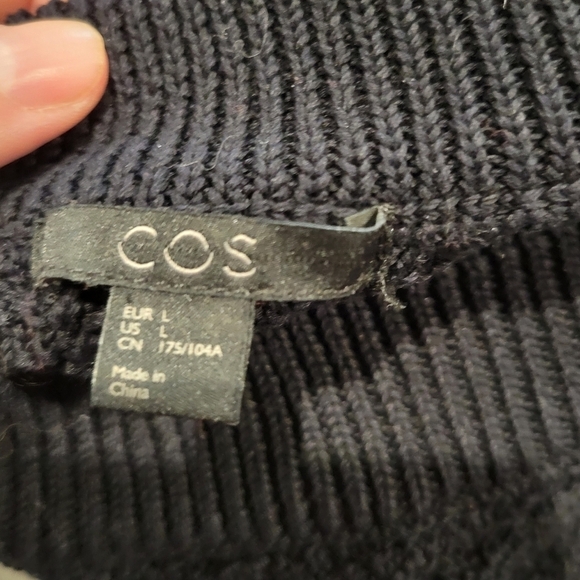 COS
EUR L
US L
CN 175/104A
Made in
China